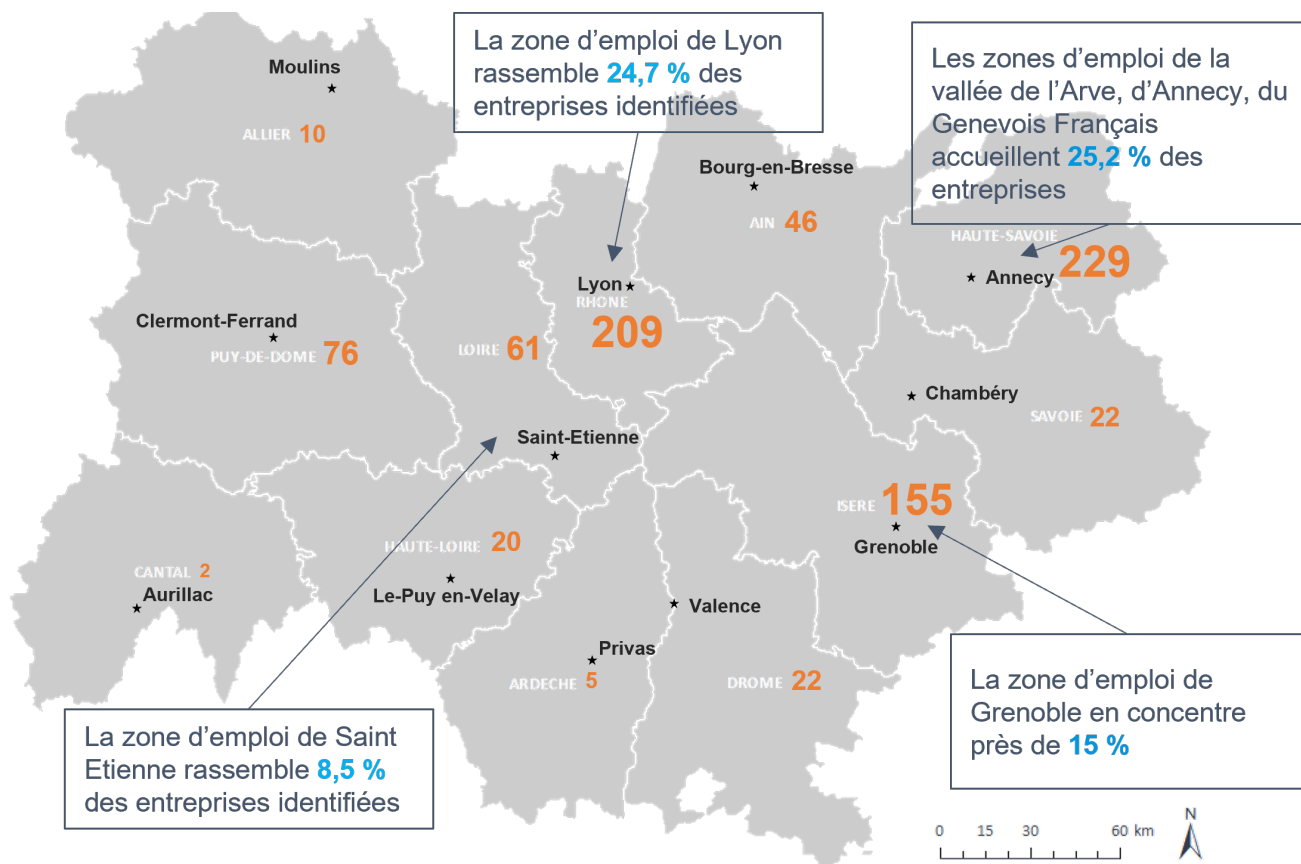 La zone d’emploi de Lyon
rassemble 24,7 % des
entreprises identifiées
Les zones d’emploi de la
vallée de l’Arve, d’Annecy, du
Genevois Français
accueillent 25,2 % des
entreprises
Moulins
ALLIER 10
Bourg-en-Bresse
AIN 46
HAUTE-SAVOIE
229
Annecy
Lyon
RHONE
209
Clermont-Ferrand
PUY-DE-DOME 76
LOIRE 61
Chambéry
SAVOIE 22
Saint-Etienne
ISERE 155
Grenoble
HAUTE-LOIRE 20
Le-Puy en-Velay
CANTAL 2
Aurillac
Valence
Privas
ARDECHE 5
DROME 22
La zone d’emploi de Saint
Etienne rassemble 8,5 %
des entreprises identifiées
La zone d’emploi de
Grenoble en concentre
près de 15 %
N
0 15 30 60 km